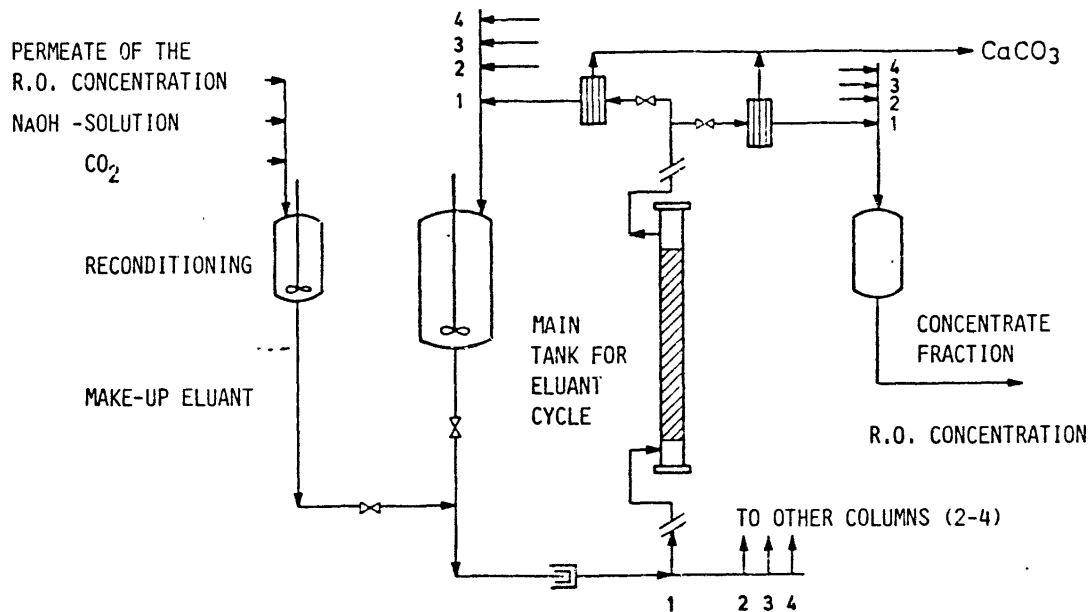 PERMEATE OF THE
R.O. CONCENTRATION
NaOH -SOLUTION
CO2
4
3
2
1
CaCO3
4
3
2
1
RECONDITIONING
MAKE-UP ELUANT
MAIN
TANK FOR
ELUANT
CYCLE
CONCENTRATE
FRACTION
R.O. CONCENTRATION
TO OTHER COLUMNS (2-4)
1 2 3 4